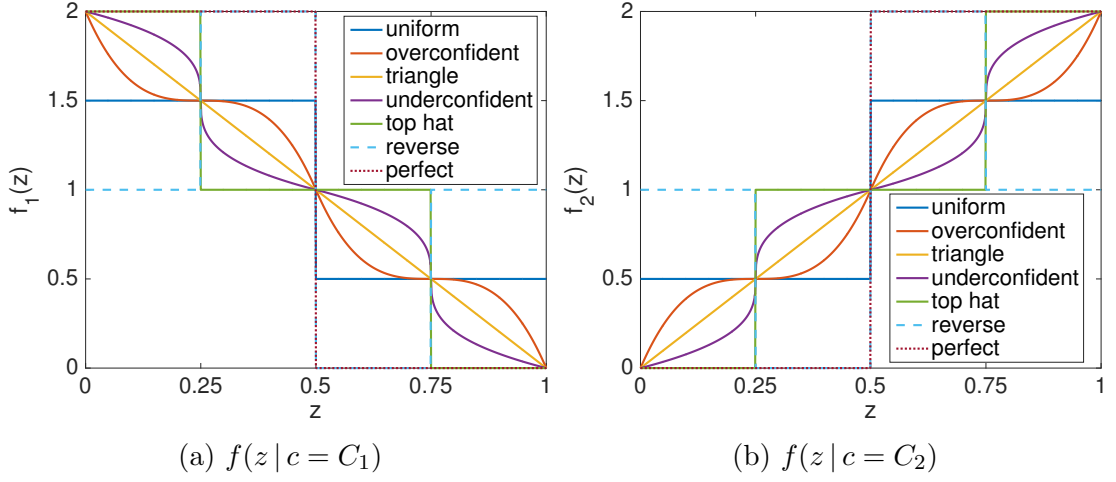 2
1.5
1
0.5
0
f₁(z)
0
0.25
0.5
0.75
1
z
uniform
overconfident
triangle
underconfident
top hat
reverse
perfect
(a) f(z | c = C₁)
2
1.5
1
0.5
0
f₂(z)
0
0.25
0.5
0.75
1
z
uniform
overconfident
triangle
underconfident
top hat
reverse
perfect
(b) f(z | c = C₂)